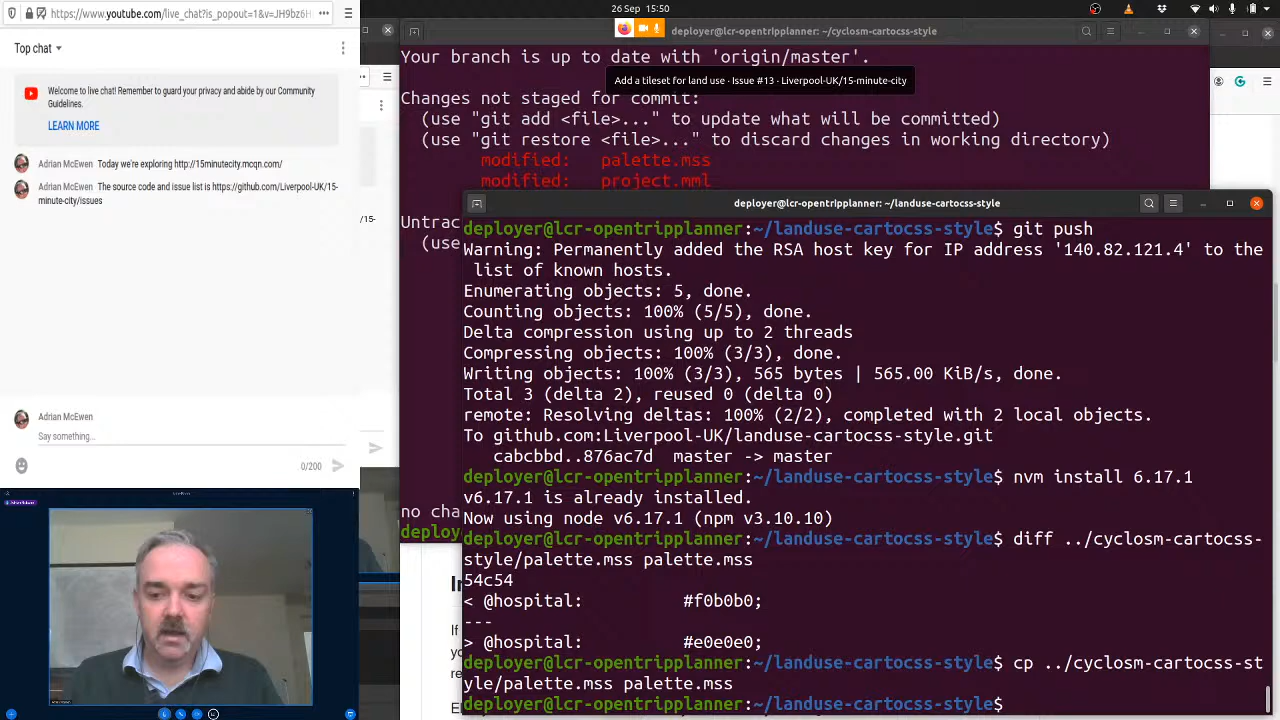 https://www.youtube.com/live_chat?is_popout=1&v=JH9bz6H
26 Sep 15:50
deployer@lcr-opentripplanner: ~/cyclosm-cartocss-style
Top chat
Welcome to live chat! Remember to guard your privacy and abide by our Community
Guidelines.
LEARN MORE
Adrian McEwen Today we're exploring http://15minutecity.mcqn.com/
Adrian McEwen The source code and issue list is https://github.com/Liverpool-UK/15-
minute-city/issues
Adrian McEwen
Say something...
0/200
Your branch is up to date with 'origin/master'.
Add a tileset for land use · Issue #13 · Liverpool-UK/15-minute-city
Changes not staged for commit:
(use "git add <file>..." to update what will be committed)
(use "git restore <file>..." to discard changes in working directory)
modified: palette.mss
modified: project.mml
Untrac
(use
no cha
deploy
deployer@lcr-opentripplanner: ~/landuse-cartocss-style
deployer@lcr-opentripplanner:~/landuse-cartocss-style$ git push
Warning: Permanently added the RSA host key for IP address '140.82.121.4' to the
list of known hosts.
Enumerating objects: 5, done.
Counting objects: 100% (5/5), done.
Delta compression using up to 2 threads
Compressing objects: 100% (3/3), done.
Writing objects: 100% (3/3), 565 bytes | 565.00 KiB/s, done.
Total 3 (delta 2), reused 0 (delta 0)
remote: Resolving deltas: 100% (2/2), completed with 2 local objects.
To github.com:Liverpool-UK/landuse-cartocss-style.git
cabcbbd..876ac7d master -> master
deployer@lcr-opentripplanner:~/landuse-cartocss-style$ nvm install 6.17.1
v6.17.1 is already installed.
Now using node v6.17.1 (npm v3.10.10)
deployer@lcr-opentripplanner:~/landuse-cartocss-style$ diff ../cyclosm-cartocss-
style/palette.mss palette.mss
54c54
< @hospital: #f0b0b0;
---
> @hospital: #e0e0e0;
deployer@lcr-opentripplanner:~/landuse-cartocss-style$ cp ../cyclosm-cartocss-st
yle/palette.mss palette.mss
deployer@lcr-opentripplanner:~/landuse-cartocss-style$
If